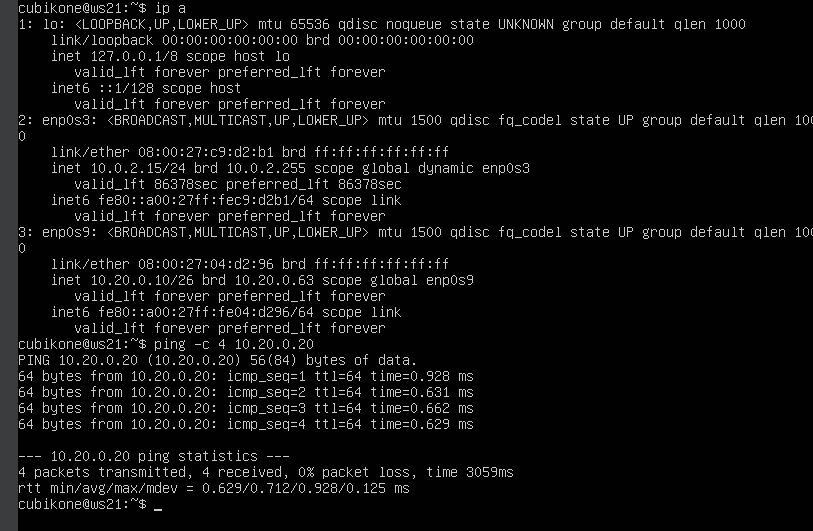 cubikone@ws21:~$ ip a
1: lo: <LOOPBACK,UP,LOWER_UP> mtu 65536 qdisc noqueue state UNKNOWN group default qlen 1000
    link/loopback 00:00:00:00:00:00 brd 00:00:00:00:00:00
    inet 127.0.0.1/8 scope host lo
       valid_lft forever preferred_lft forever
    inet6 ::1/128 scope host
       valid_lft forever preferred_lft forever
2: enp0s3: <BROADCAST,MULTICAST,UP,LOWER_UP> mtu 1500 qdisc fq_codel state UP group default qlen 100
0
    link/ether 08:00:27:c9:d2:b1 brd ff:ff:ff:ff:ff:ff
    inet 10.0.2.15/24 brd 10.0.2.255 scope global dynamic enp0s3
       valid_lft 86378sec preferred_lft 86378sec
    inet6 fe80::a00:27ff:fec9:d2b1/64 scope link
       valid_lft forever preferred_lft forever
3: enp0s9: <BROADCAST,MULTICAST,UP,LOWER_UP> mtu 1500 qdisc fq_codel state UP group default qlen 100
0
    link/ether 08:00:27:04:d2:96 brd ff:ff:ff:ff:ff:ff
    inet 10.20.0.10/26 brd 10.20.0.63 scope global enp0s9
       valid_lft forever preferred_lft forever
    inet6 fe80::a00:27ff:fe04:d296/64 scope link
       valid_lft forever preferred_lft forever
cubikone@ws21:~$ ping -c 4 10.20.0.20
PING 10.20.0.20 (10.20.0.20) 56(84) bytes of data.
64 bytes from 10.20.0.20: icmp_seq=1 ttl=64 time=0.928 ms
64 bytes from 10.20.0.20: icmp_seq=2 ttl=64 time=0.631 ms
64 bytes from 10.20.0.20: icmp_seq=3 ttl=64 time=0.662 ms
64 bytes from 10.20.0.20: icmp_seq=4 ttl=64 time=0.629 ms

--- 10.20.0.20 ping statistics ---
4 packets transmitted, 4 received, 0% packet loss, time 3059ms
rtt min/avg/max/mdev = 0.629/0.712/0.928/0.125 ms
cubikone@ws21:~$ _